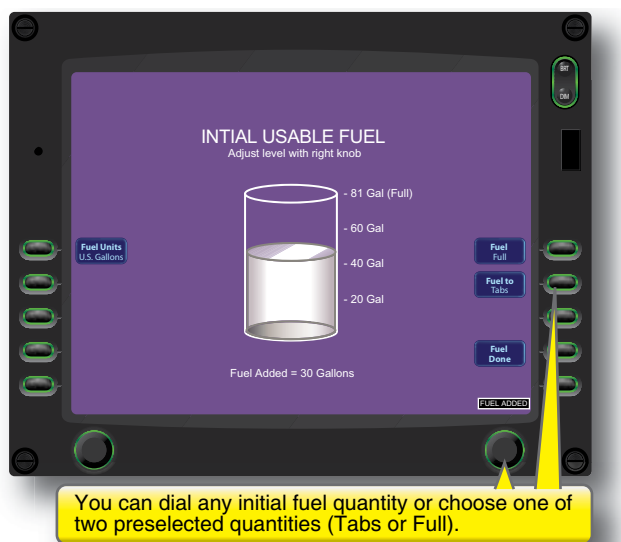 BAT
DIM
INTIAL USABLE FUEL
Adjust level with right knob
- 81 Gal (Full)
- 60 Gal
- 40 Gal
- 20 Gal
Fuel Units
U.S. Gallons
Fuel
Full
Fuel to
Tabs
Fuel
Done
Fuel Added = 30 Gallons
FUEL ADDED
You can dial any initial fuel quantity or choose one of
two preselected quantities (Tabs or Full).